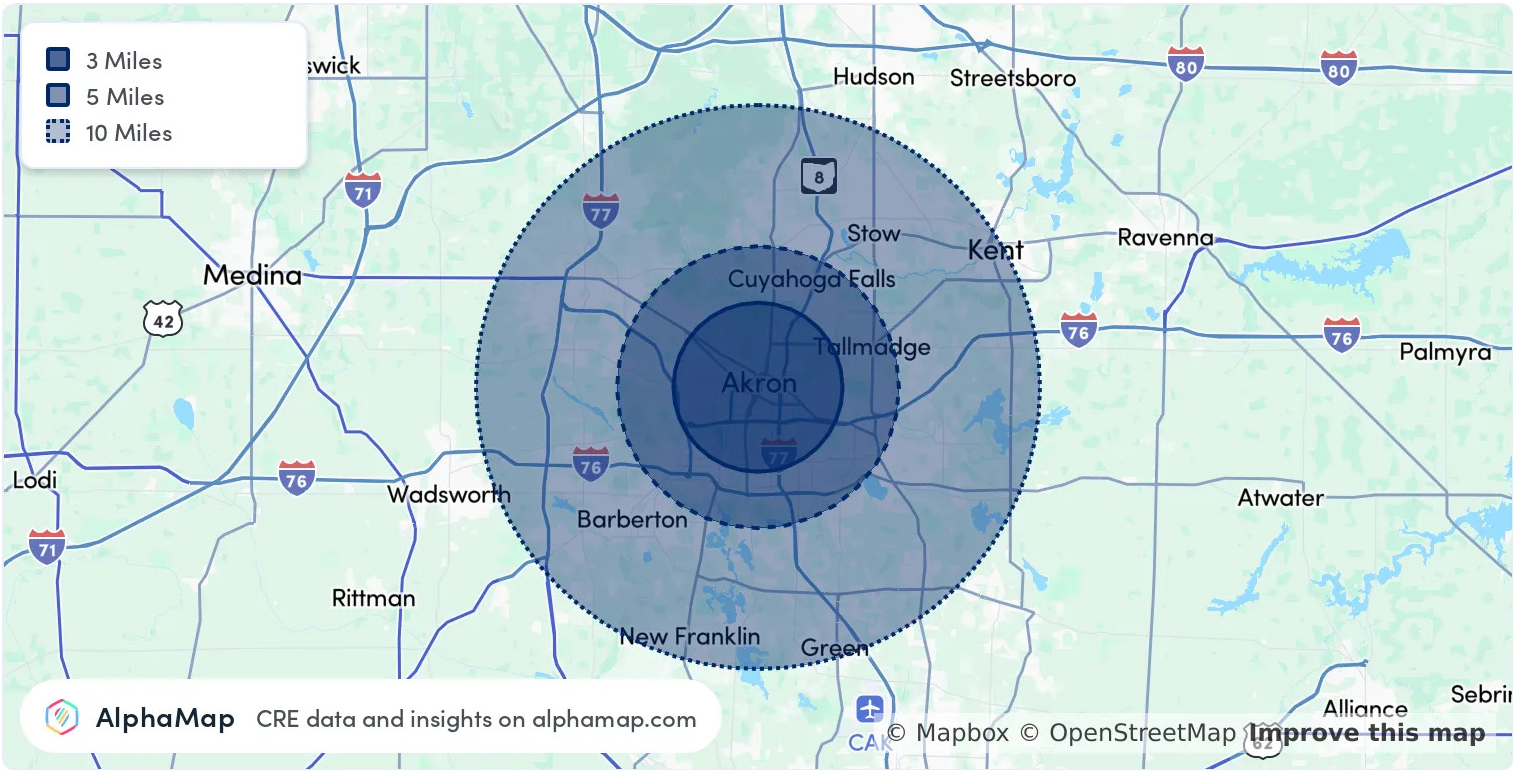 3 Miles
5 Miles
10 Miles
swick
Hudson
Streetsboro
80
80
71
8
77
Stow
Kent
Ravenna
Medina
Cuyahoga Falls
42
76
76
Tallmadge
Palmyra
Akron
77
76
76
Lodi
Wadsworth
Atwater
Barberton
71
Rittman
New Franklin
Green
Sebrin
Alliance
AlphaMap CRE data and insights on alphamap.com
CAK
© Mapbox © OpenStreetMap Improve this map
62